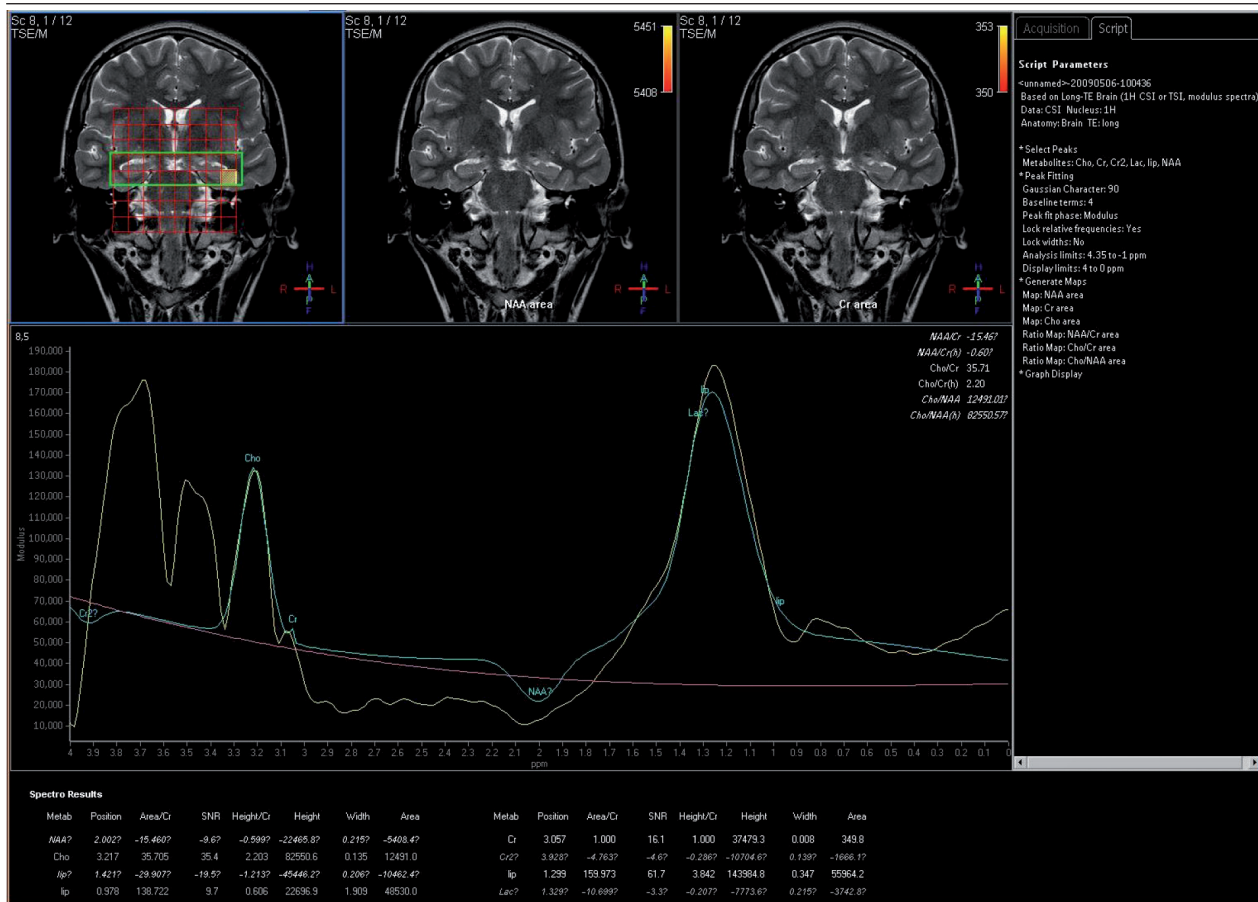 Sc 8, 1 / 12
TSE/M
Sc 8, 1 / 12
TSE/M
5451
5408
Sc 8, 1 / 12
TSE/M
353
350
H
A
R L
P
F
H
A
R L
P
F
NAA area
H
A
R L
P
F
Cr area
Acquisition Script
Script Parameters
<unnamed>-20090506-100436
Based on Long-TE Brain (1H CSI or TSI, modulus spectra)
Data: CSI Nucleus: 1H
Anatomy: Brain TE: long
* Select Peaks
Metabolites: Cho, Cr, Cr2, Lac, lip, NAA
* Peak Fitting
Gaussian Character: 90
Baseline terms: 4
Peak fit phase: Modulus
Lock relative frequencies: Yes
Lock widths: No
Analysis limits: 4.35 to -1 ppm
Display limits: 4 to 0 ppm
* Generate Maps
Map: NAA area
Map: Cr area
Map: Cho area
Ratio Map: NAA/Cr area
Ratio Map: Cho/Cr area
Ratio Map: Cho/NAA area
* Graph Display
8,5
NAA/Cr -15.46?
NAA/Cr(h) -0.60?
Cho/Cr 35.71
Cho/Cr(h) 2.20
Cho/NAA 12491.01?
Cho/NAA(h) 82550.57?
190,000
180,000
170,000
160,000
150,000
140,000
130,000
120,000
110,000
100,000
90,000
80,000
70,000
60,000
50,000
40,000
30,000
20,000
10,000
Modulus
Cr2?
Cho
Cr
NAA?
Lac?
lip
lip
4 3.9 3.8 3.7 3.6 3.5 3.4 3.3 3.2 3.1 3 2.9 2.8 2.7 2.6 2.5 2.4 2.3 2.2 2.1 2 1.9 1.8 1.7 1.6 1.5 1.4 1.3 1.2 1.1 1 0.9 0.8 0.7 0.6 0.5 0.4 0.3 0.2 0.1 0
ppm
Spectro Results
Metab Position Area/Cr SNR Height/Cr Height Width Area
NAA? 2.002? -15.460? -9.6? -0.599? -22465.8? 0.215? -5408.4?
Cho 3.217 35.705 35.4 2.203 82550.6 0.135 12491.0
lip? 1.421? -29.907? -19.5? -1.213? -45446.2? 0.206? -10462.4?
lip 0.978 138.722 9.7 0.606 22696.9 1.909 48530.0
Metab Position Area/Cr SNR Height/Cr Height Width Area
Cr 3.057 1.000 16.1 1.000 37479.3 0.008 349.8
Cr2? 3.928? -4.763? -4.6? -0.286? -10704.6? 0.139? -1666.1?
lip 1.299 159.973 61.7 3.842 143984.8 0.347 55964.2
Lac? 1.329? -10.699? -3.3? -0.207? -7773.6? 0.215? -3742.8?